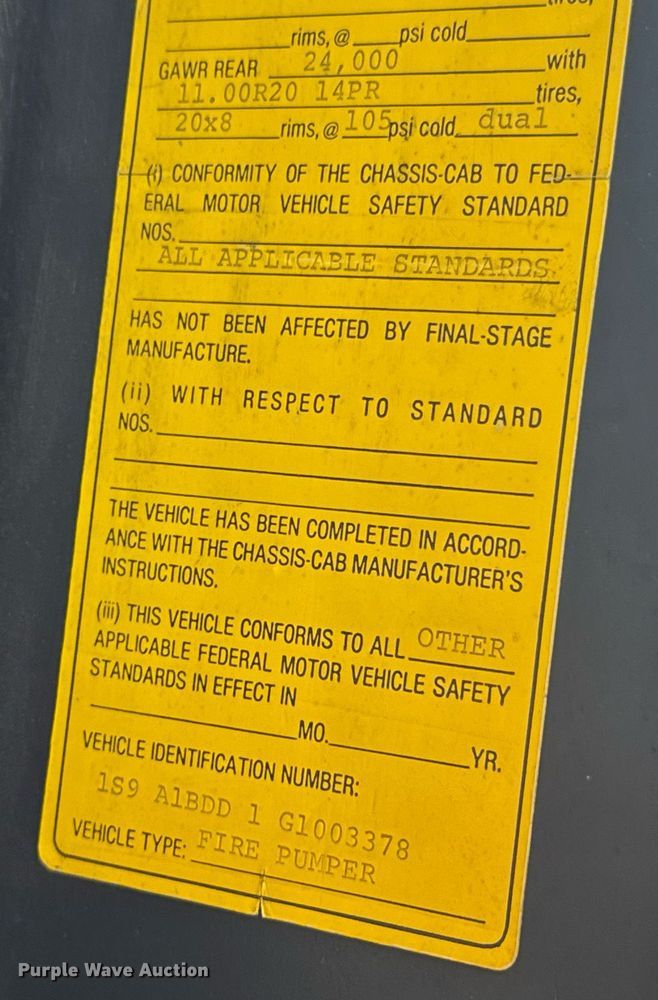 tires,
rims, @ psi cold
GAWR REAR 24,000 with
11.00R20 14PR tires,
20x8 rims, @ 105 psi cold dual
(i) CONFORMITY OF THE CHASSIS-CAB TO FED-
ERAL MOTOR VEHICLE SAFETY STANDARD
NOS.
ALL APPLICABLE STANDARDS
HAS NOT BEEN AFFECTED BY FINAL-STAGE
MANUFACTURE.
(ii) WITH RESPECT TO STANDARD
NOS.
THE VEHICLE HAS BEEN COMPLETED IN ACCORD-
ANCE WITH THE CHASSIS-CAB MANUFACTURER'S
INSTRUCTIONS.
(iii) THIS VEHICLE CONFORMS TO ALL OTHER
APPLICABLE FEDERAL MOTOR VEHICLE SAFETY
STANDARDS IN EFFECT IN
MO. YR.
VEHICLE IDENTIFICATION NUMBER:
1S9 A1BDD 1 G1003378
VEHICLE TYPE: FIRE PUMPER
Purple Wave Auction